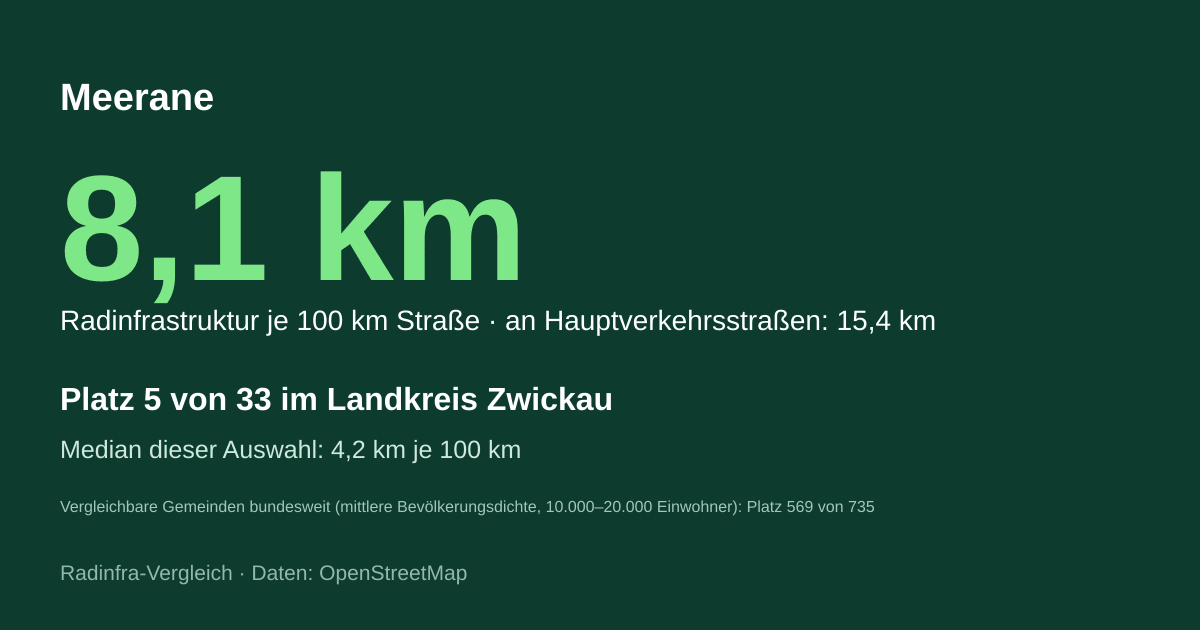 Meerane
8,1 km
Radinfrastruktur je 100 km Straße · an Hauptverkehrsstraßen: 15,4 km
Platz 5 von 33 im Landkreis Zwickau
Median dieser Auswahl: 4,2 km je 100 km
Vergleichbare Gemeinden bundesweit (mittlere Bevölkerungsdichte, 10.000–20.000 Einwohner): Platz 569 von 735
Radinfra-Vergleich · Daten: OpenStreetMap